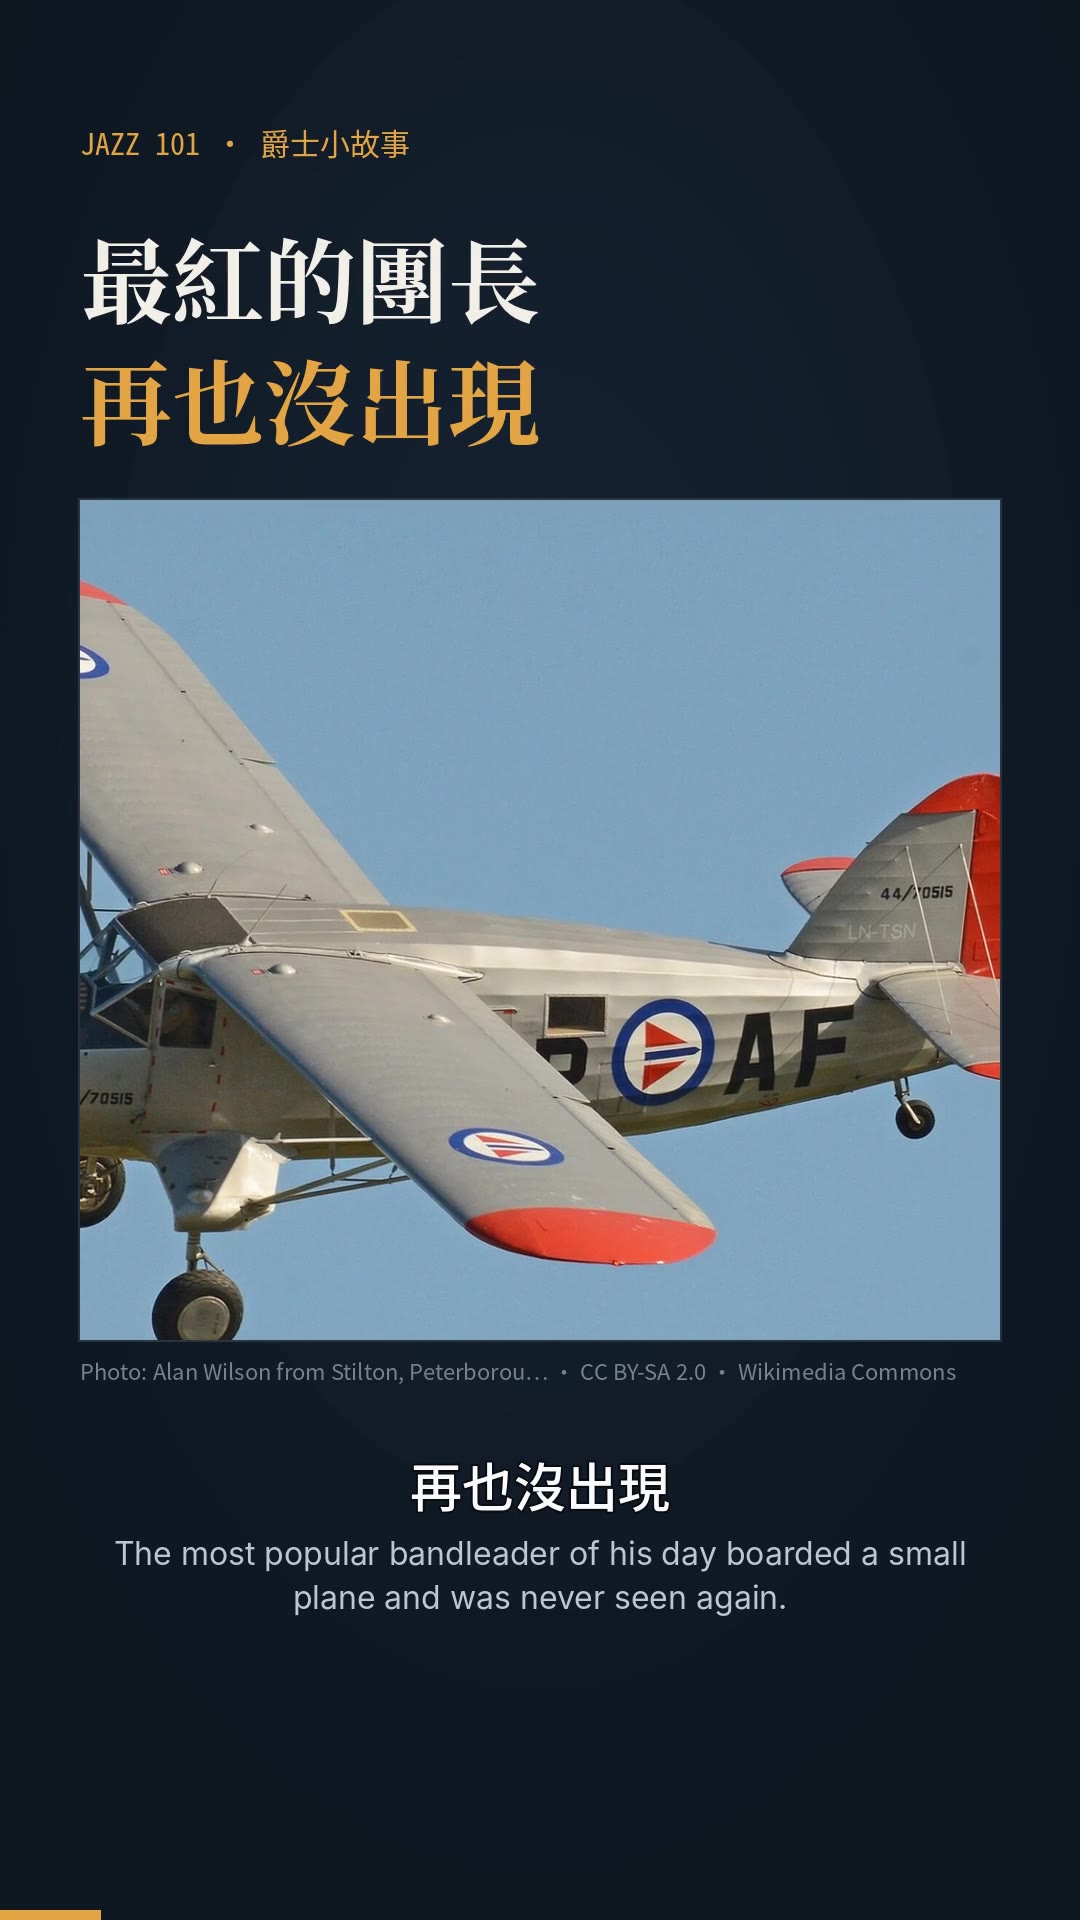 JAZZ 101 • 爵士小故事
最紅的團長
再也沒出現
44/70515
LN-TSN
AF
/70515
Photo: Alan Wilson from Stilton, Peterborou… • CC BY-SA 2.0 • Wikimedia Commons
再也沒出現
The most popular bandleader of his day boarded a small
plane and was never seen again.